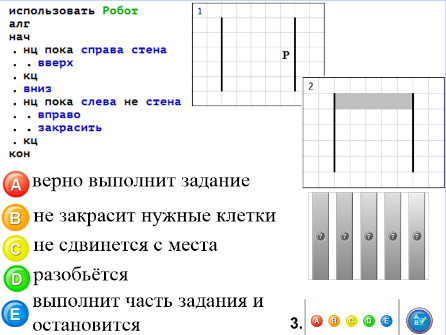 использовать Робот
алг
нач
. нц пока справа стена
. . вверх
. кц
. вниз
. нц пока слева не стена
. . вправо
. . закрасить
. кц
кон
1
Р
2
A верно выполнит задание
B не закрасит нужные клетки
C не сдвинется с места
D разобьётся
E выполнит часть задания и
остановится
? ? ? ? ?
3. A B C D E